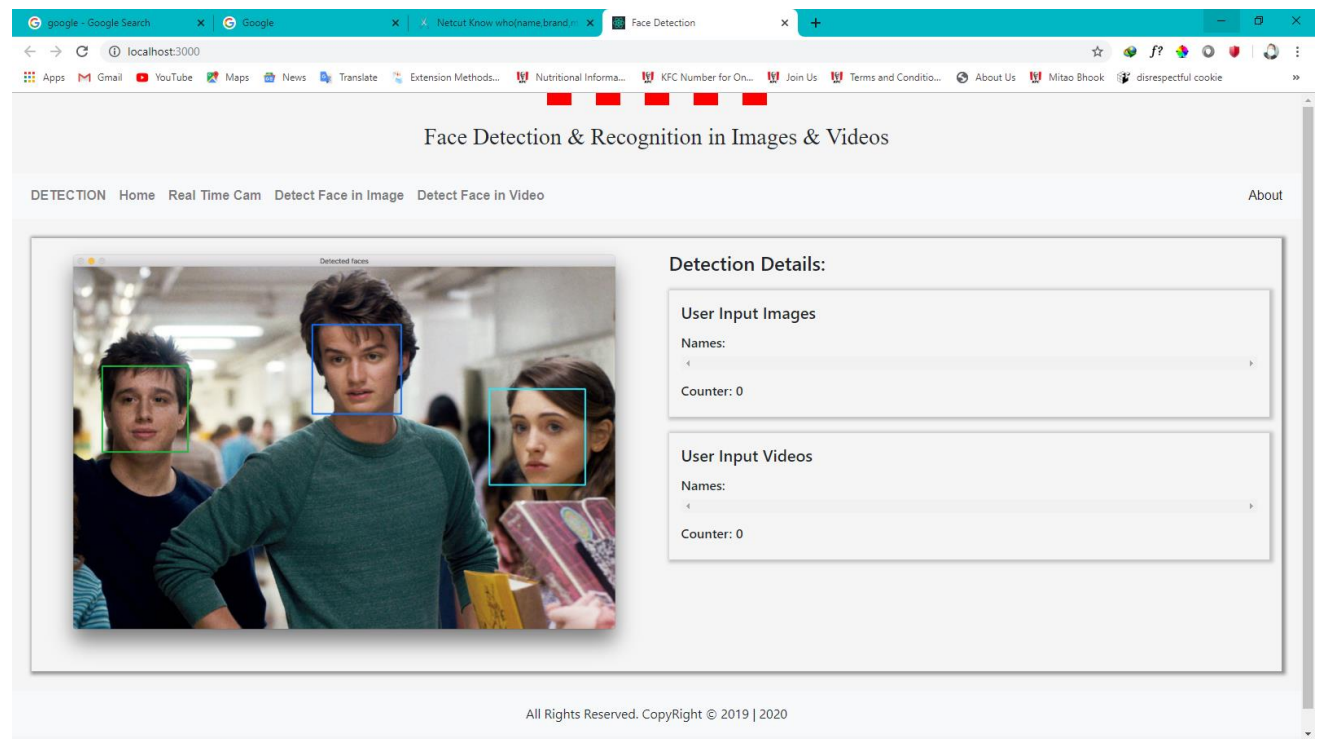 google - Google Search
Google
Netcut Know who(name,brand,m
Face Detection
localhost:3000
f?
Apps Gmail YouTube Maps News Translate Extension Methods... Nutritional Informa... KFC Number for On... Join Us Terms and Conditio... About Us Mitao Bhook disrespectful cookie »
Face Detection & Recognition in Images & Videos
DETECTION Home Real Time Cam Detect Face in Image Detect Face in Video About
Detected faces
Detection Details:
User Input Images
Names:
Counter: 0
User Input Videos
Names:
Counter: 0
All Rights Reserved. CopyRight © 2019 | 2020